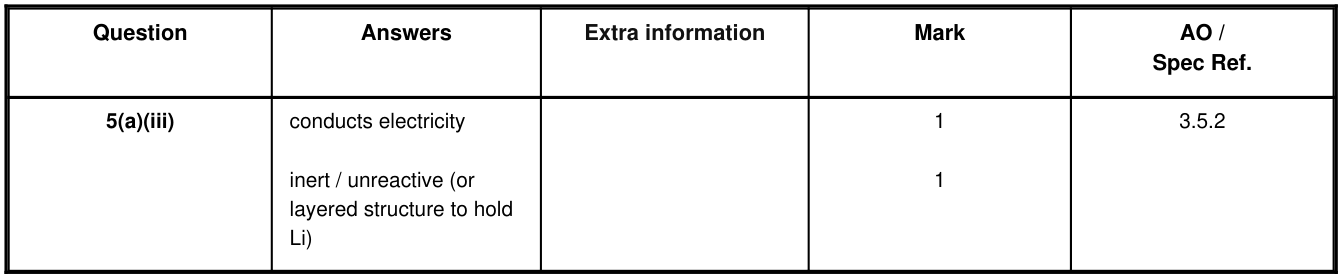 Question Answers Extra information Mark AO /
Spec Ref.
5(a)(iii) conducts electricity 1 3.5.2
inert / unreactive (or 1
layered structure to hold
Li)